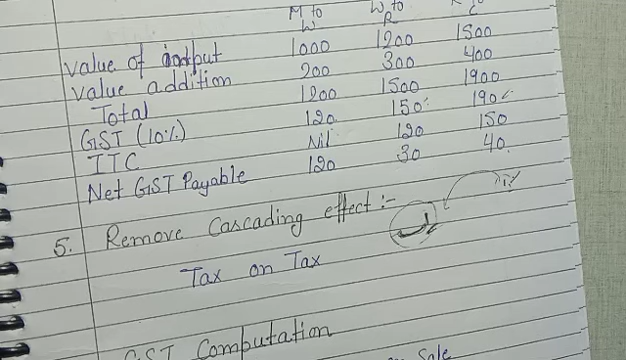 M to W to
W R
Value of output 1000 1200 1500
Value addition 200 300 400
Total 1200 1500 1900
GST (10%) 120 150 190
ITC Nil 120 150
Net GST Payable 120 30 40
5. Remove Cascading effect :-
Tax on Tax
GST Computation
Sale